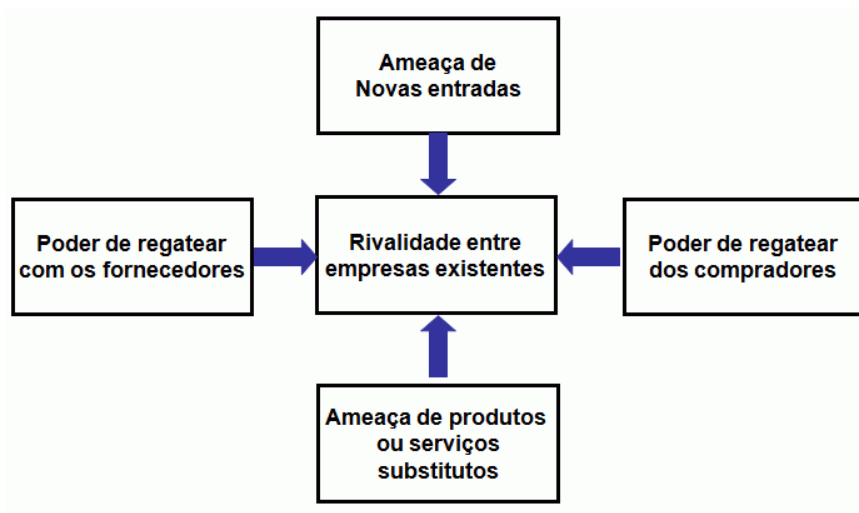 Ameaça de
Novas entradas
Poder de regatear
com os fornecedores
Rivalidade entre
empresas existentes
Poder de regatear
dos compradores
Ameaça de produtos
ou serviços
substitutos